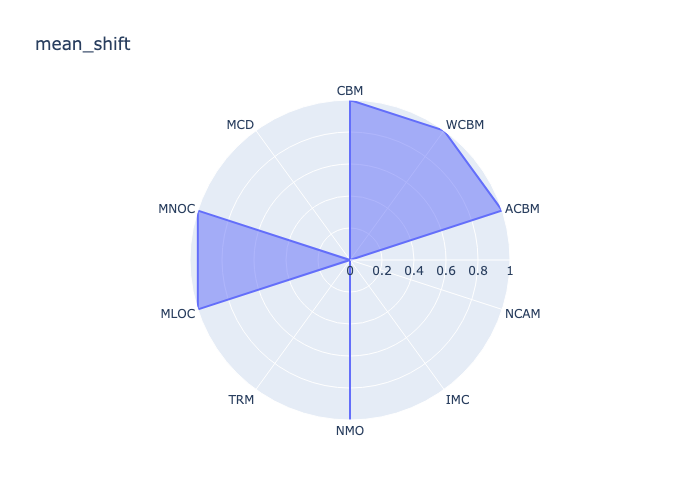 mean_shift
CBM
MCD
WCBM
MNOC
ACBM
0 0.2 0.4 0.6 0.8 1
MLOC
NCAM
TRM
IMC
NMO